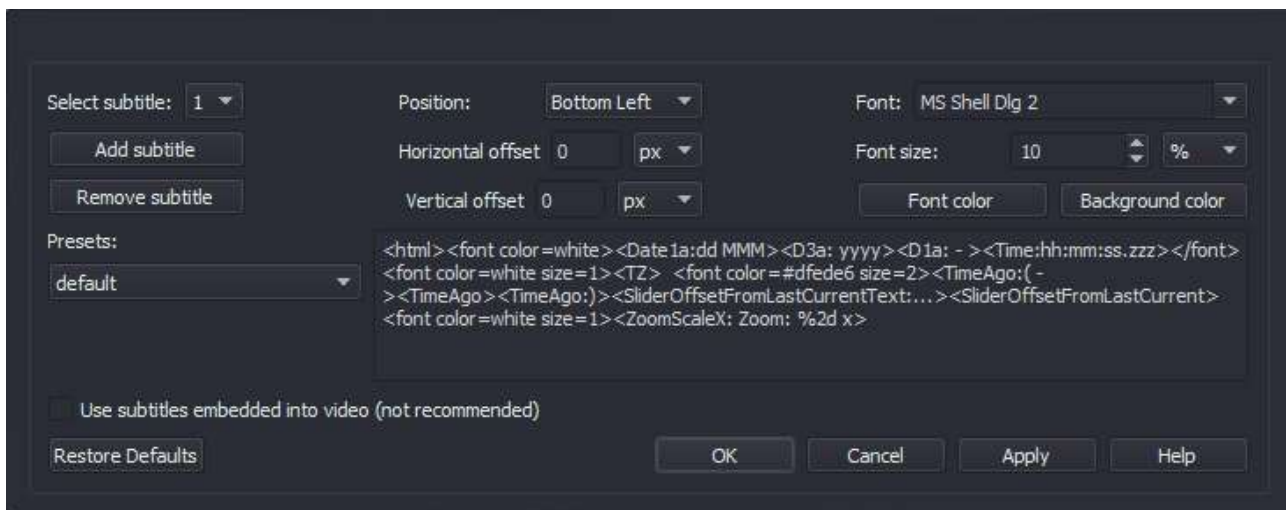 Select subtitle: 1
Position: Bottom Left
Font: MS Shell Dlg 2
Add subtitle
Horizontal offset 0 px
Font size: 10 %
Remove subtitle
Vertical offset 0 px
Font color
Background color
Presets:
default
<html><font color=white><Date1a:dd MMM><D3a: yyyy><D1a: - ><Time:hh:mm:ss.zzz></font>
<font color=white size=1><TZ>  <font color=#dfede6 size=2><TimeAgo:( -
><TimeAgo><TimeAgo:)><SliderOffsetFromLastCurrentText:...><SliderOffsetFromLastCurrent>
<font color=white size=1><ZoomScaleX: Zoom: %2d x>
Use subtitles embedded into video (not recommended)
Restore Defaults
OK
Cancel
Apply
Help